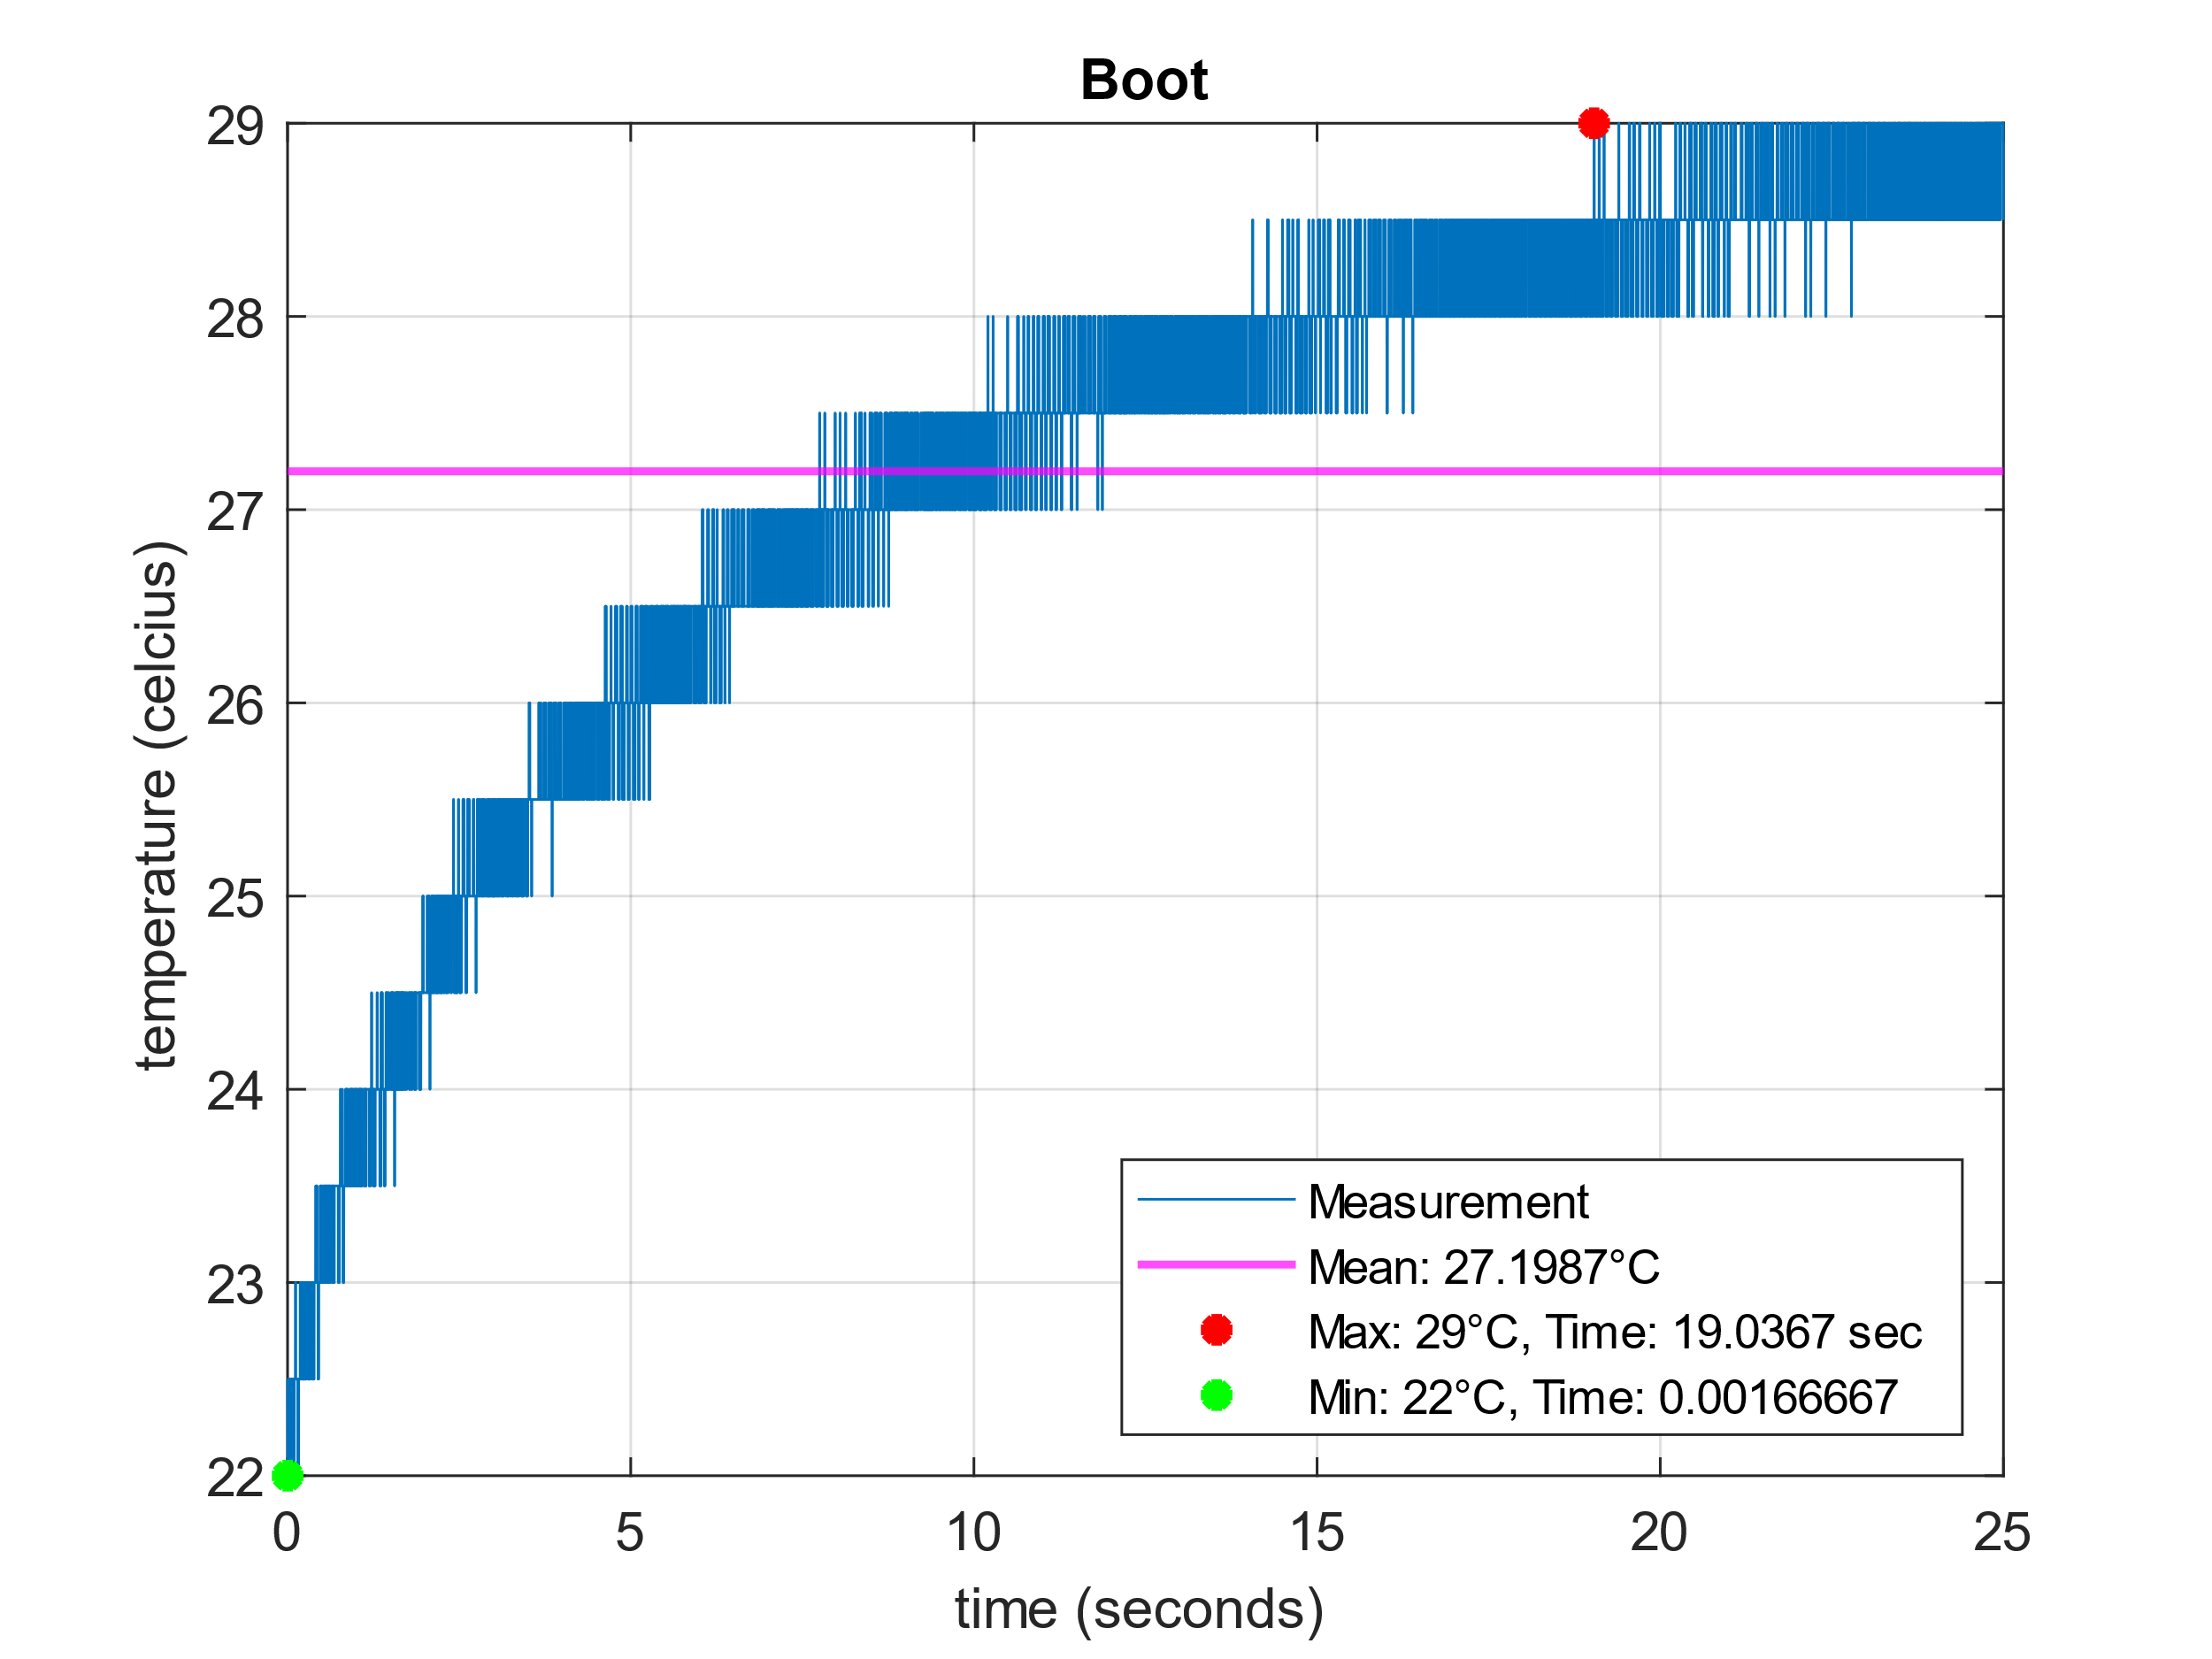 Boot
29
28
27
26
25
24
23
22
temperature (celcius)
Measurement
Mean: 27.1987°C
Max: 29°C, Time: 19.0367 sec
Min: 22°C, Time: 0.00166667
0 5 10 15 20 25
time (seconds)